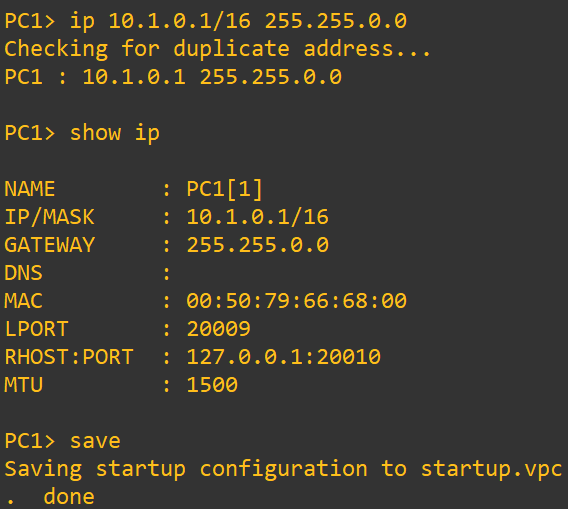 PC1> ip 10.1.0.1/16 255.255.0.0
Checking for duplicate address...
PC1 : 10.1.0.1 255.255.0.0
PC1> show ip
NAME        : PC1[1]
IP/MASK     : 10.1.0.1/16
GATEWAY     : 255.255.0.0
DNS         :
MAC         : 00:50:79:66:68:00
LPORT       : 20009
RHOST:PORT  : 127.0.0.1:20010
MTU         : 1500
PC1> save
Saving startup configuration to startup.vpc
.  done